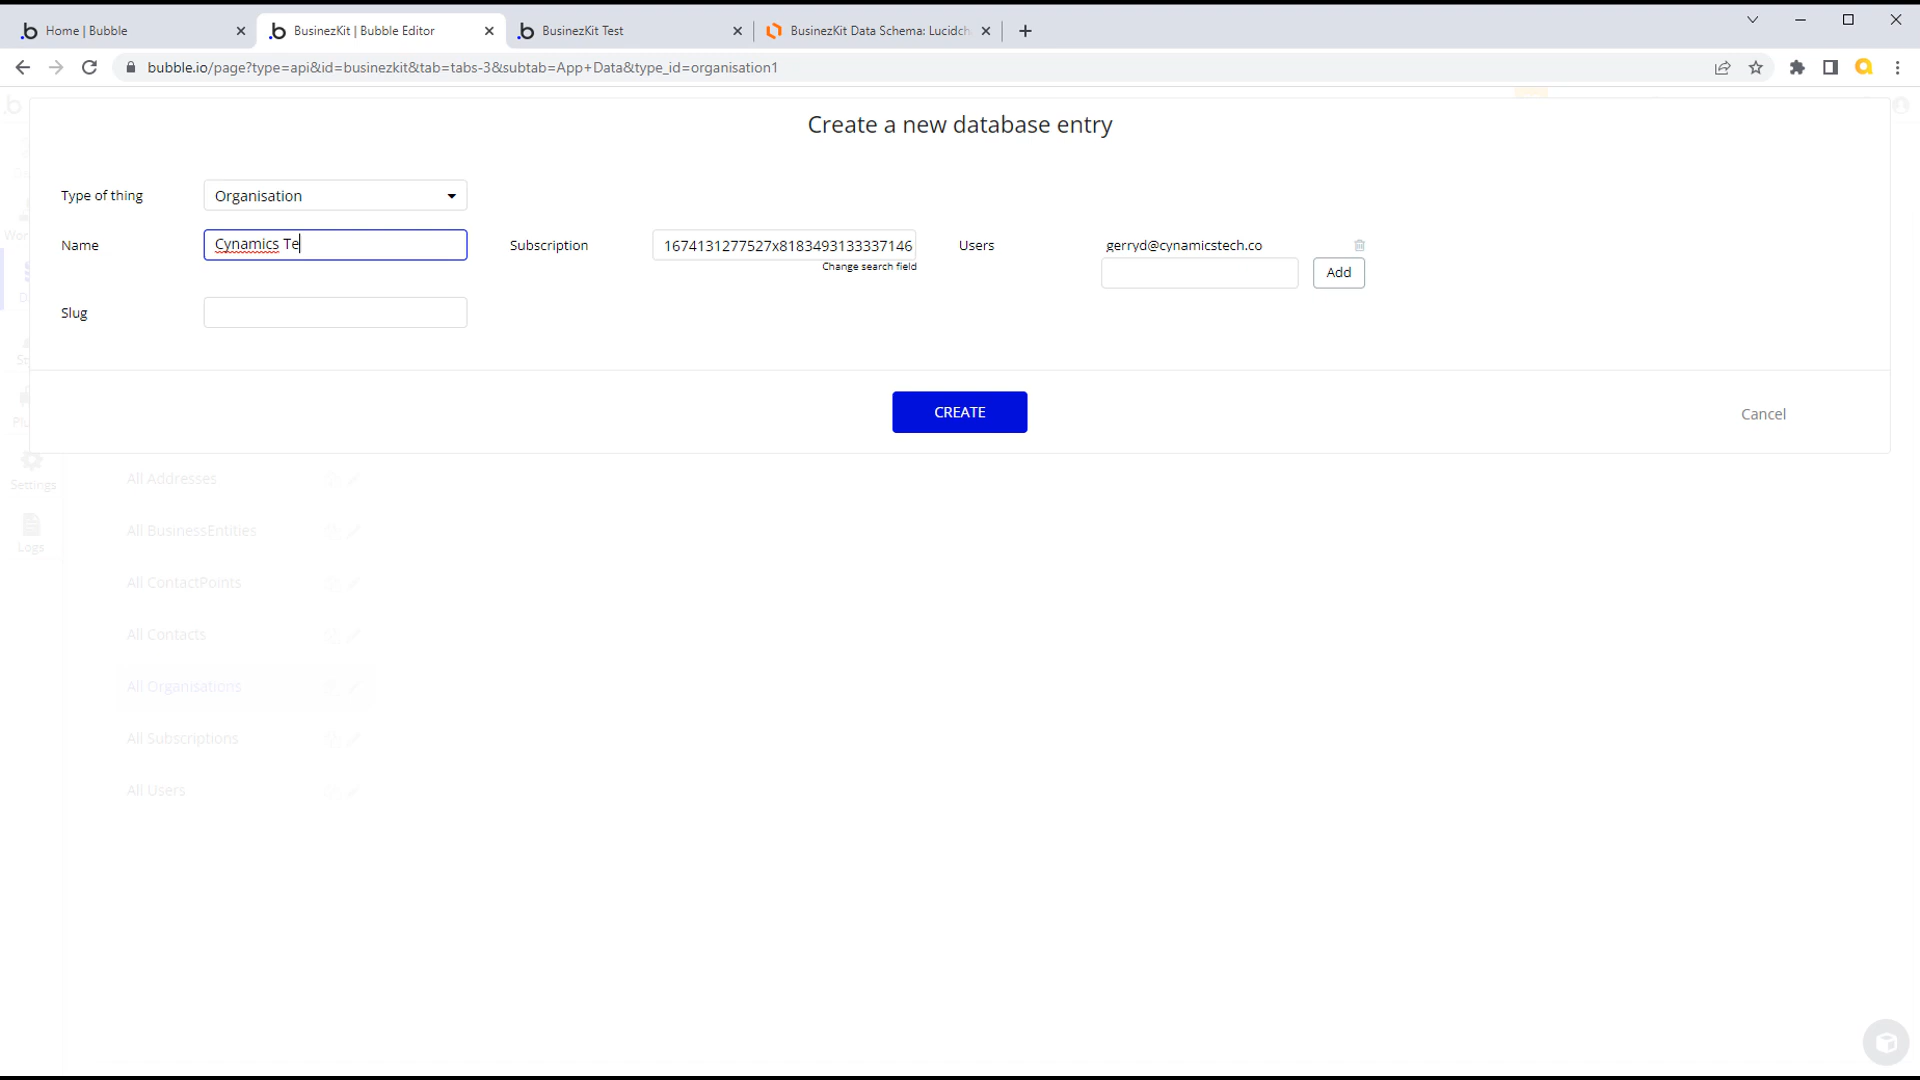 Home | Bubble
BusinezKit | Bubble Editor
BusinezKit Test
BusinezKit Data Schema: Lucidch
bubble.io/page?type=api&id=businezkit&tab=tabs-3&subtab=App+Data&type_id=organisation1
Create a new database entry
Type of thing
Organisation
Name
Cynamics Te
Subscription
1674131277527x8183493133337146
Change search field
Users
gerryd@cynamicstech.co
Add
Slug
CREATE
Cancel
All Addresses
Settings
All BusinessEntities
Logs
All ContactPoints
All Contacts
All Organisations
All Subscriptions
All Users